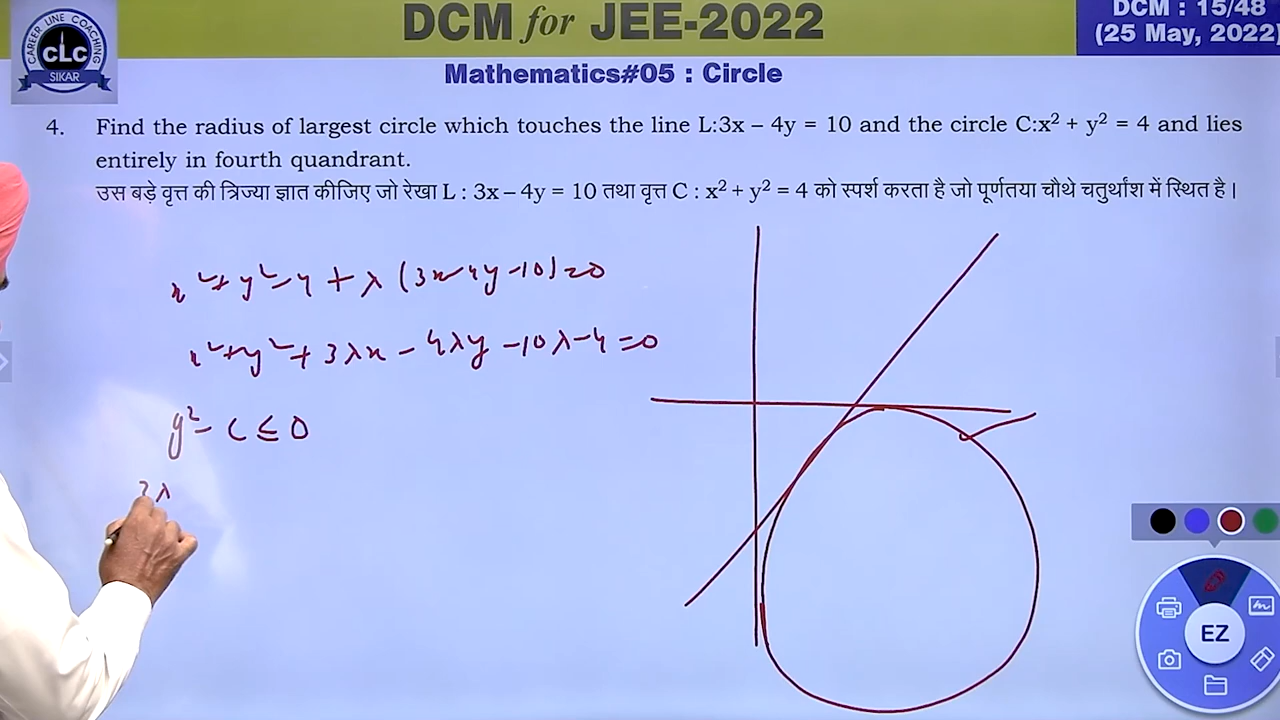 CAREER LINE COACHING
CLC
SIKAR
DCM for JEE-2022
DCM : 15/48
(25 May, 2022)
Mathematics#05 : Circle
4. Find the radius of largest circle which touches the line L:3x – 4y = 10 and the circle C:x² + y² = 4 and lies
entirely in fourth quandrant.
उस बड़े वृत्त की त्रिज्या ज्ञात कीजिए जो रेखा L : 3x – 4y = 10 तथा वृत्त C : x² + y² = 4 को स्पर्श करता है जो पूर्णतया चौथे चतुर्थांश में स्थित है।
x² + y² – 4 + λ (3x – 4y – 10) = 0
x² + y² + 3λx – 4λy – 10λ – 4 = 0
g² – c ≤ 0
EZ